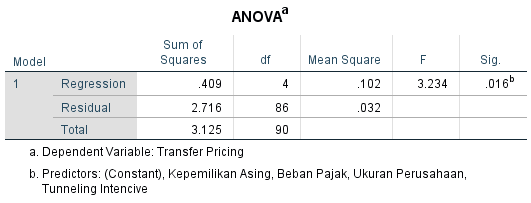 ANOVAa
Model Sum of Squares df Mean Square F Sig.
1 Regression .409 4 .102 3.234 .016b
Residual 2.716 86 .032
Total 3.125 90
a. Dependent Variable: Transfer Pricing
b. Predictors: (Constant), Kepemilikan Asing, Beban Pajak, Ukuran Perusahaan,
Tunneling Intencive